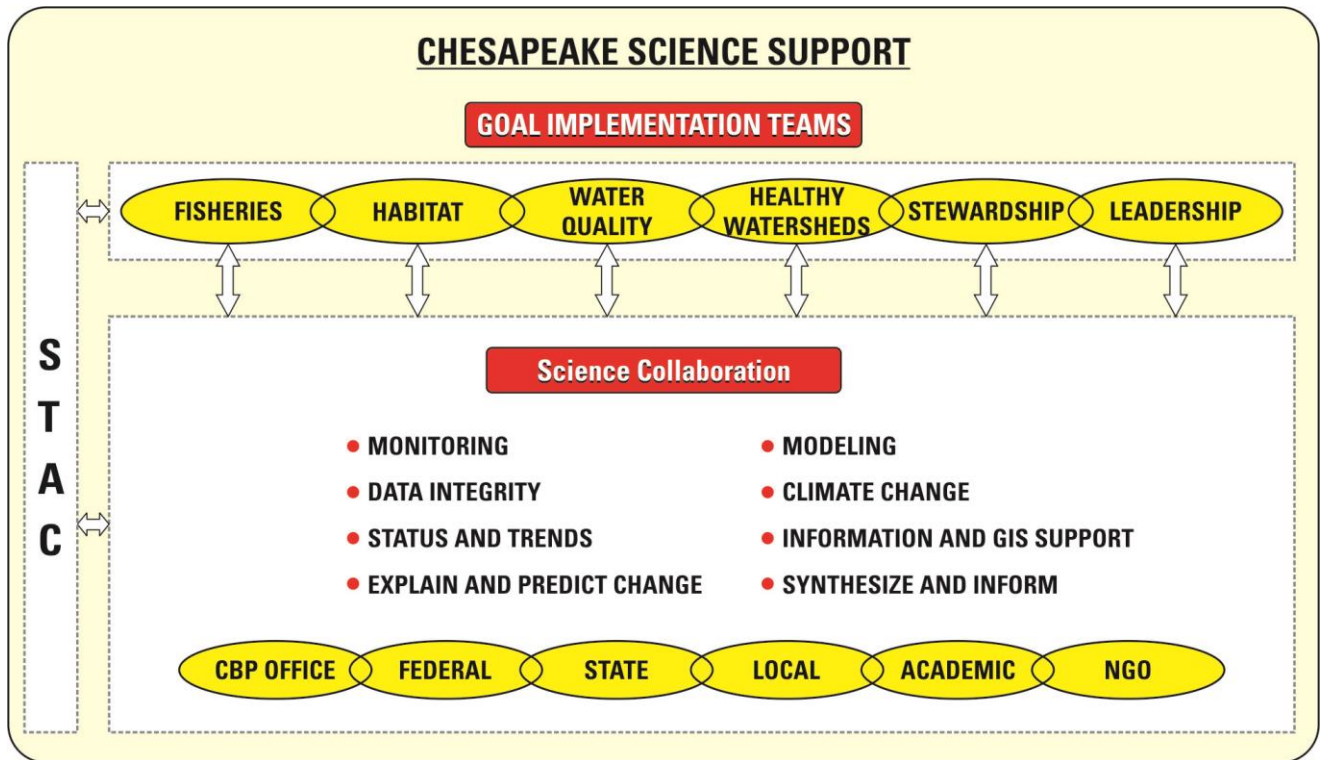 CHESAPEAKE SCIENCE SUPPORT
GOAL IMPLEMENTATION TEAMS
FISHERIES
HABITAT
WATER
QUALITY
HEALTHY
WATERSHEDS
STEWARDSHIP
LEADERSHIP
S
T
A
C
Science Collaboration
MONITORING
DATA INTEGRITY
STATUS AND TRENDS
EXPLAIN AND PREDICT CHANGE
MODELING
CLIMATE CHANGE
INFORMATION AND GIS SUPPORT
SYNTHESIZE AND INFORM
CBP OFFICE
FEDERAL
STATE
LOCAL
ACADEMIC
NGO